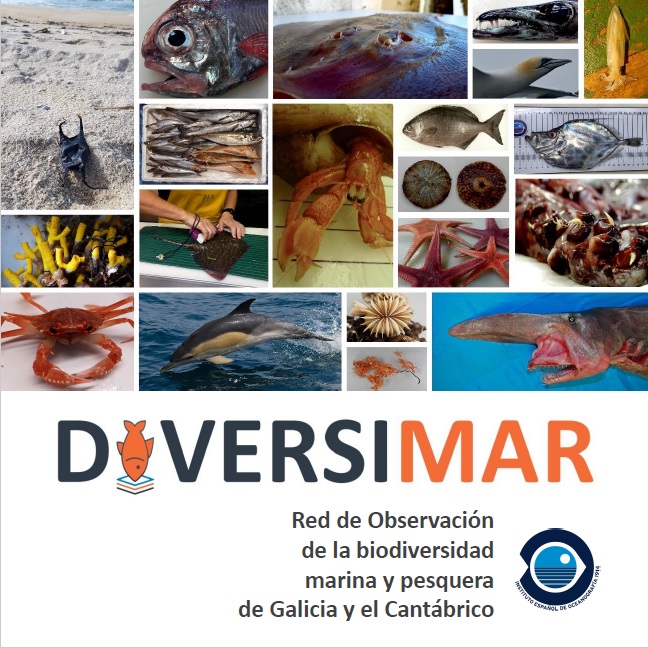 DIVERSIMAR
Red de Observación
de la biodiversidad
marina y pesquera
de Galicia y el Cantábrico
INSTITUTO ESPAÑOL DE OCEANOGRAFÍA 1914